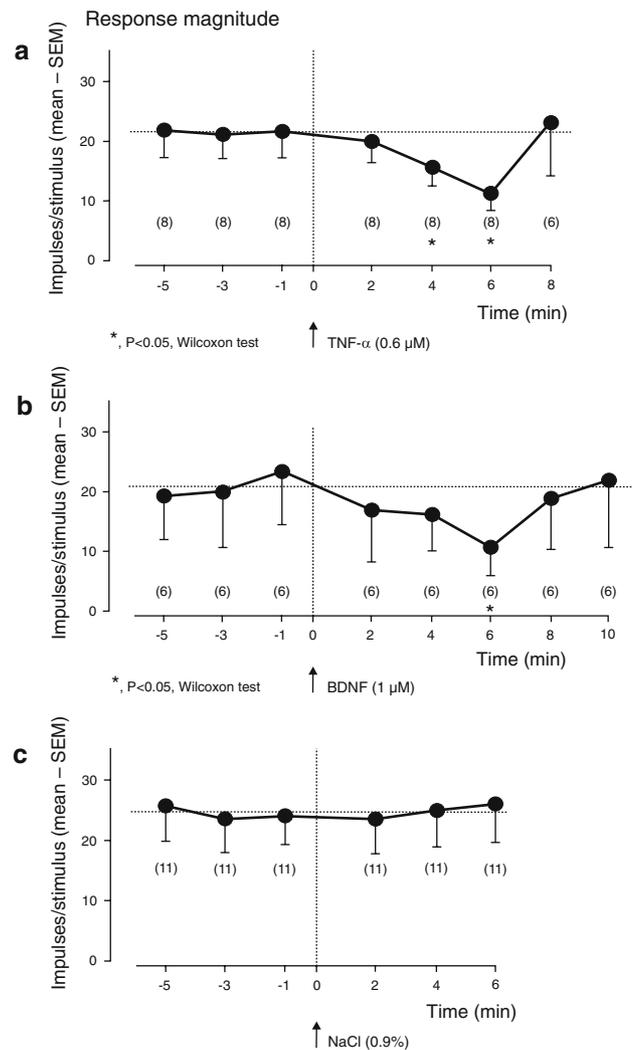 Response magnitude
a
Impulses/stimulus (mean – SEM)
30
20
10
0
(8) (8) (8) (8) (8) (8) (6)
* *
-5 -3 -1 0 2 4 6 8
Time (min)
*, P<0.05, Wilcoxon test
TNF-α (0.6 µM)
b
Impulses/stimulus (mean – SEM)
30
20
10
0
(6) (6) (6) (6) (6) (6) (6) (6)
*
-5 -3 -1 0 2 4 6 8 10
Time (min)
*, P<0.05, Wilcoxon test
BDNF (1 µM)
c
Impulses/stimulus (mean – SEM)
30
20
10
0
(11) (11) (11) (11) (11) (11)
-5 -3 -1 0 2 4 6
Time (min)
NaCl (0.9%)